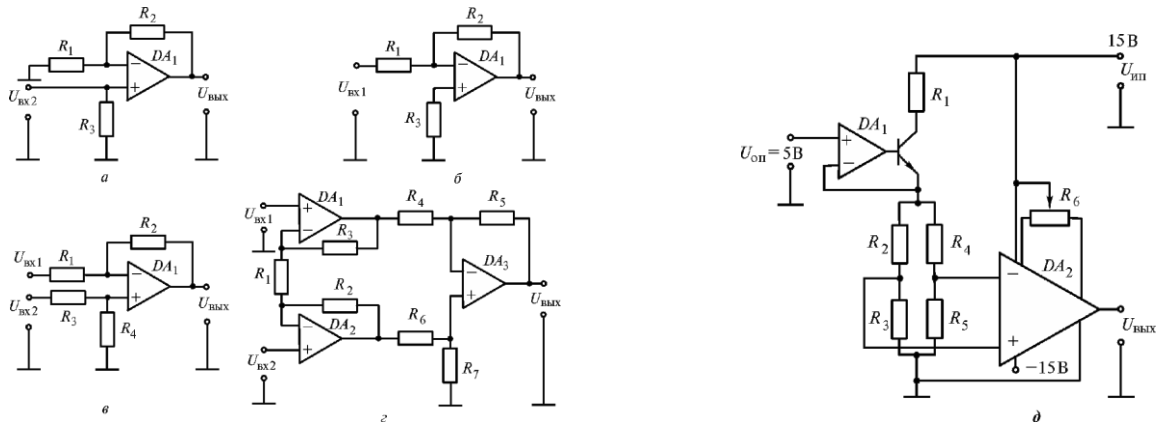 R₂
R₁
DA₁
−
+
Uвх2
R₃
Uвых
а
R₂
R₁
DA₁
−
+
Uвх1
R₃
Uвых
б
R₂
Uвх1
R₁
DA₁
−
+
Uвх2
R₃
R₄
Uвых
в
DA₁
R₄
R₅
+
−
Uвх1
R₃
R₁
DA₃
−
+
R₂
R₆
Uвых
−
+
DA₂
Uвх2
R₇
г
15 В
Uип
R₁
DA₁
+
−
Uоп = 5В
R₆
R₂
R₄
DA₂
−
R₃
R₅
+
Uвых
−15В
д